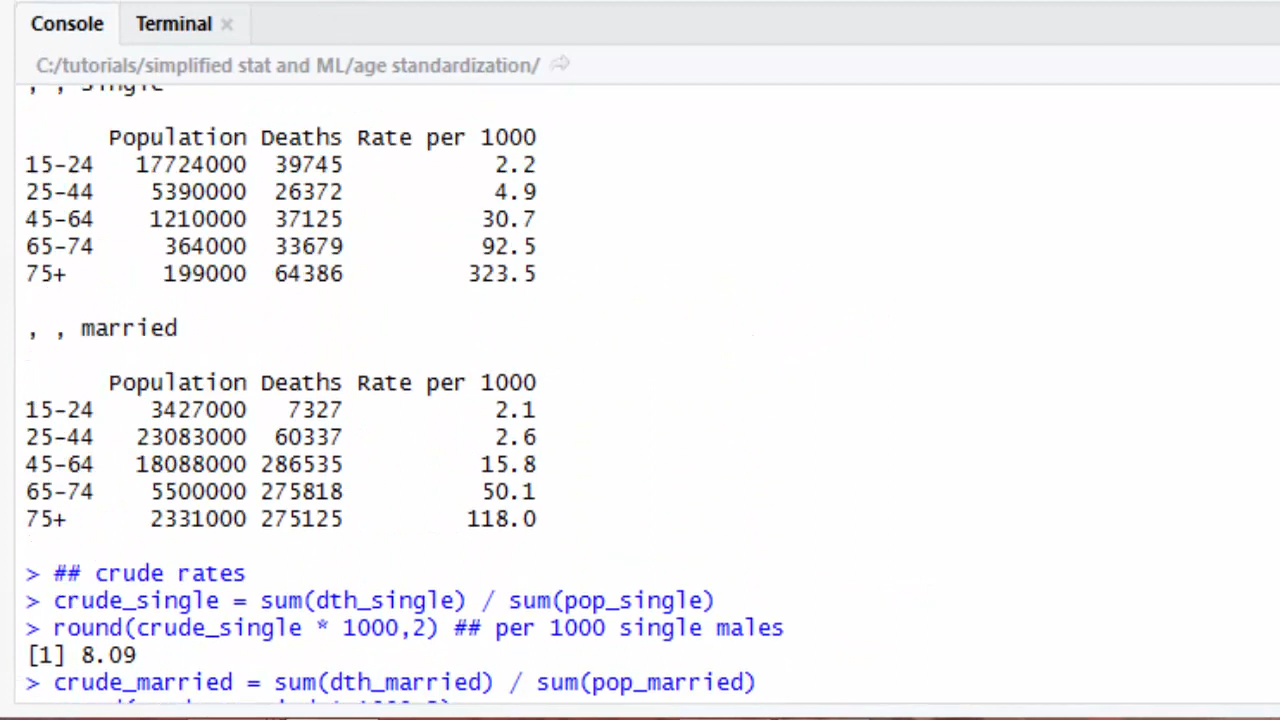 Console Terminal ×
C:/tutorials/simplified stat and ML/age standardization/
, , single
Population Deaths Rate per 1000
15-24 17724000 39745 2.2
25-44 5390000 26372 4.9
45-64 1210000 37125 30.7
65-74 364000 33679 92.5
75+ 199000 64386 323.5
, , married
Population Deaths Rate per 1000
15-24 3427000 7327 2.1
25-44 23083000 60337 2.6
45-64 18088000 286535 15.8
65-74 5500000 275818 50.1
75+ 2331000 275125 118.0
> ## crude rates
> crude_single = sum(dth_single) / sum(pop_single)
> round(crude_single * 1000,2) ## per 1000 single males
[1] 8.09
> crude_married = sum(dth_married) / sum(pop_married)